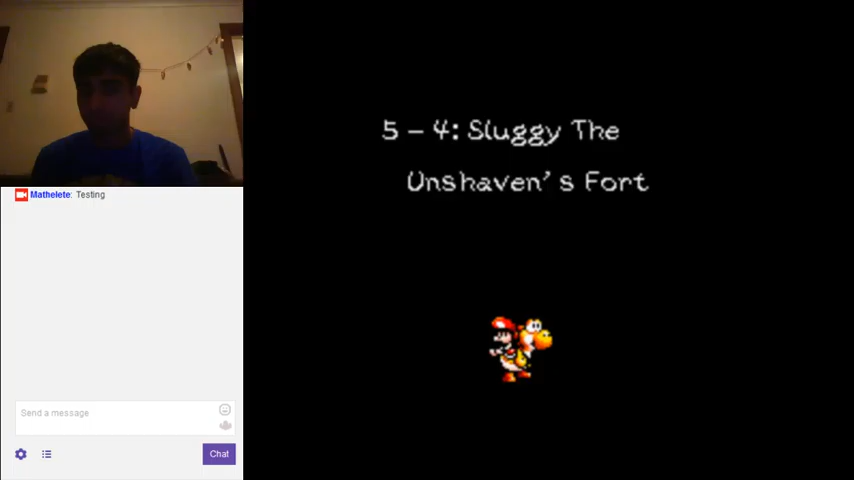 5 - 4: Sluggy The
Unshaven's Fort
Mathelete: Testing
Send a message
Chat